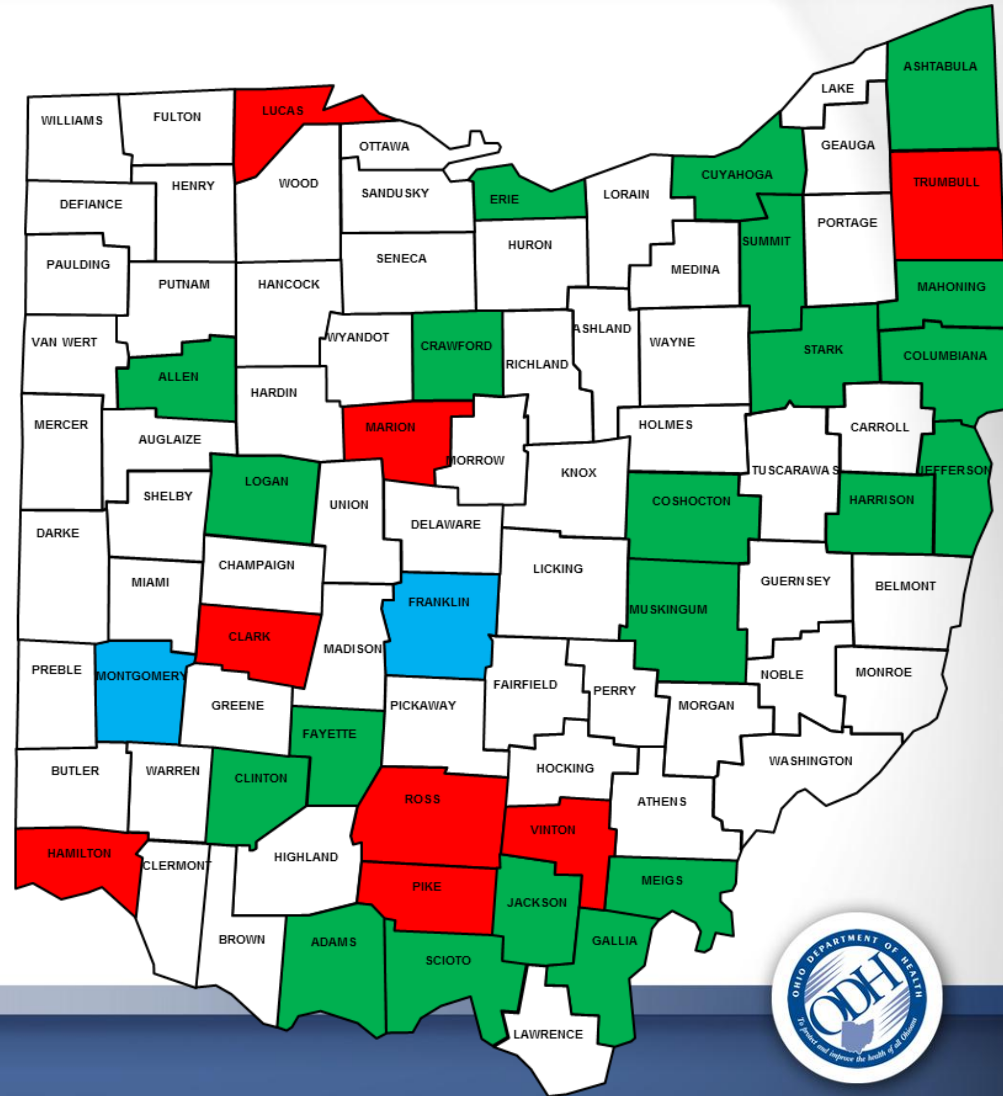 ASHTABULA
LAKE
WILLIAMS
FULTON
LUCAS
OTTAWA
GEAUGA
CUYAHOGA
TRUMBULL
WOOD
HENRY
SANDUSKY
ERIE
LORAIN
DEFIANCE
PORTAGE
SUMMIT
HURON
SENECA
MEDINA
PAULDING
PUTNAM
HANCOCK
MAHONING
VAN WERT
WYANDOT
CRAWFORD
ASHLAND
WAYNE
RICHLAND
STARK
COLUMBIANA
ALLEN
HARDIN
MERCER
AUGLAIZE
MARION
MORROW
HOLMES
CARROLL
KNOX
TUSCARAWAS
JEFFERSON
LOGAN
SHELBY
UNION
COSHOCTON
HARRISON
DARKE
DELAWARE
CHAMPAIGN
LICKING
MIAMI
GUERNSEY
BELMONT
FRANKLIN
MUSKINGUM
CLARK
MADISON
PREBLE
MONTGOMERY
FAIRFIELD
PERRY
NOBLE
MONROE
GREENE
PICKAWAY
MORGAN
FAYETTE
BUTLER
WARREN
CLINTON
HOCKING
WASHINGTON
ROSS
ATHENS
VINTON
HAMILTON
CLERMONT
HIGHLAND
PIKE
MEIGS
JACKSON
BROWN
ADAMS
SCIOTO
GALLIA
LAWRENCE
OHIO DEPARTMENT OF HEALTH
ODH
To protect and improve the health of all Ohioans